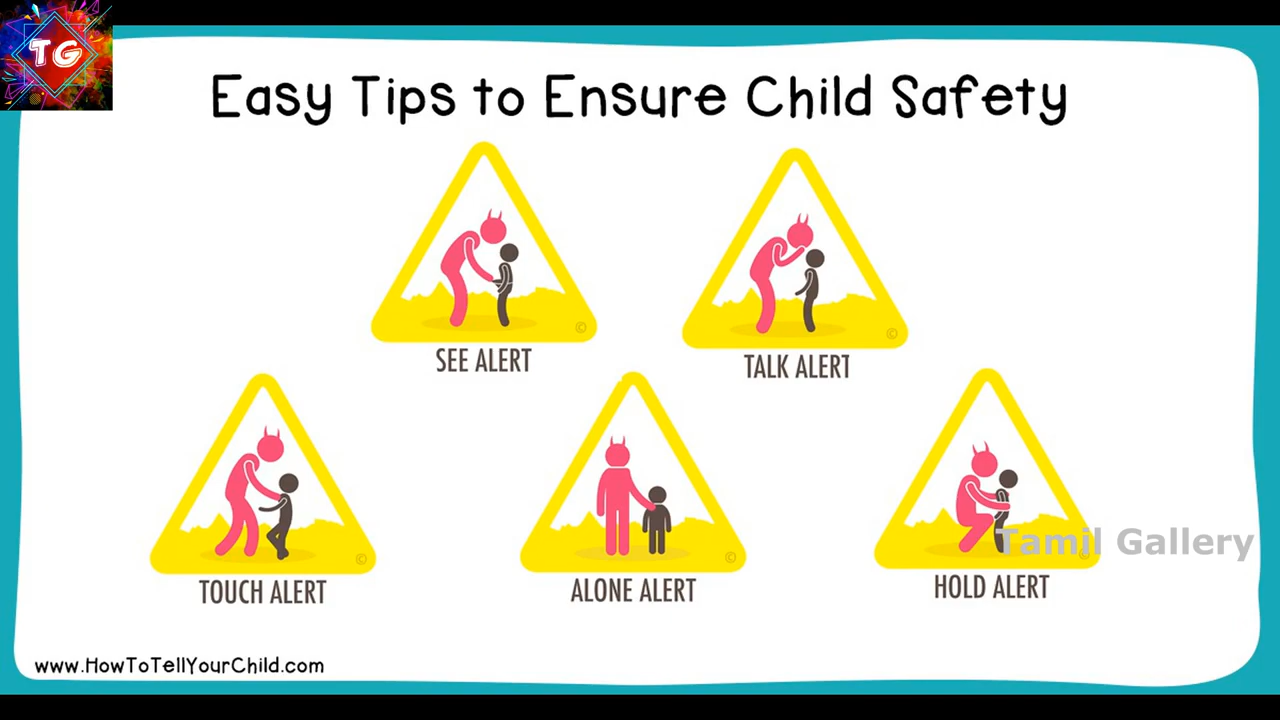 TG
Easy Tips to Ensure Child Safety
SEE ALERT
TALK ALERT
TOUCH ALERT
ALONE ALERT
HOLD ALERT
Tamil Gallery
www.HowToTellYourChild.com